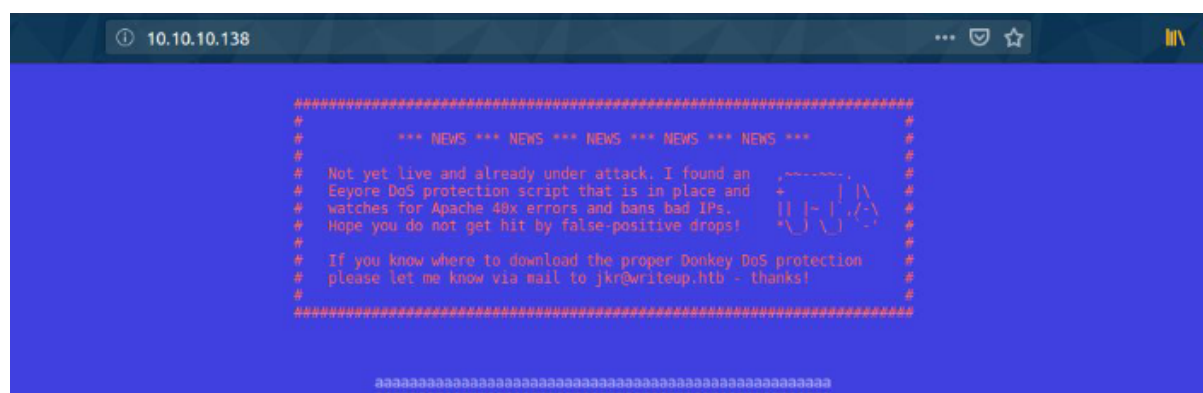 10.10.10.138
########################################################################
# #
# *** NEWS *** NEWS *** NEWS *** NEWS *** NEWS *** #
# #
# Not yet live and already under attack. I found an ,~~--~~-. #
# Eeyore DoS protection script that is in place and + | |\ #
# watches for Apache 40x errors and bans bad IPs. || |~ | ,/-\ #
# Hope you do not get hit by false-positive drops! *\_) \_) `-' #
# #
# If you know where to download the proper Donkey DoS protection #
# please let me know via mail to jkr@writeup.htb - thanks! #
# #
########################################################################
aaaaaaaaaaaaaaaaaaaaaaaaaaaaaaaaaaaaaaaaaaaaaaaaaaaaa